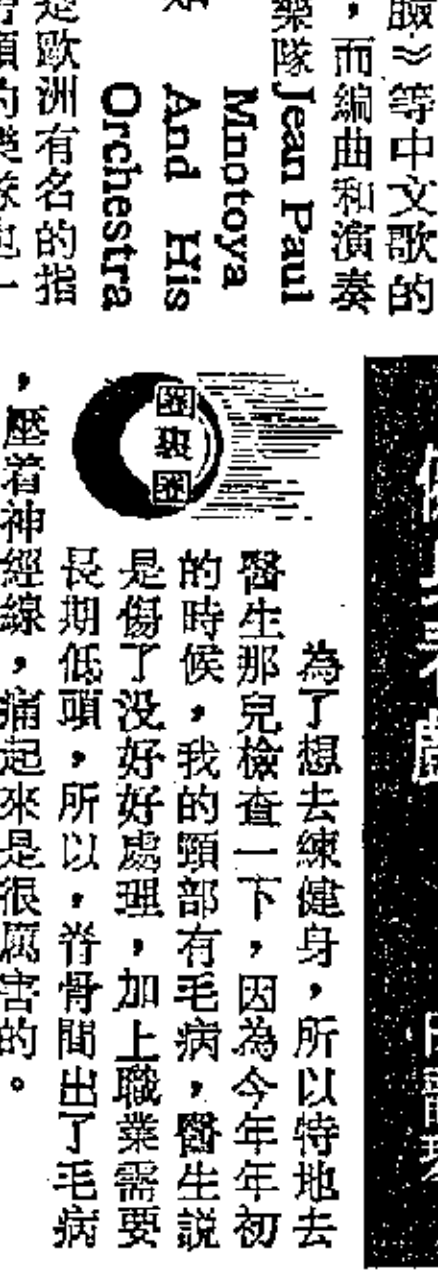 臉》等中文歌的
，而編曲和演奏
樂隊Jean Paul
Mnotoya
And His
Orchestra
是歐洲有名的指
為了想去練健身，所以特地去
醫生那兒檢查一下，因為今年年初
的時候，我的頸部有毛病，醫生説
是傷了没好好處理，加上職業需要
長期低頭，所以，脊骨間出了毛病
，壓着神經線，痛起來是很厲害的。